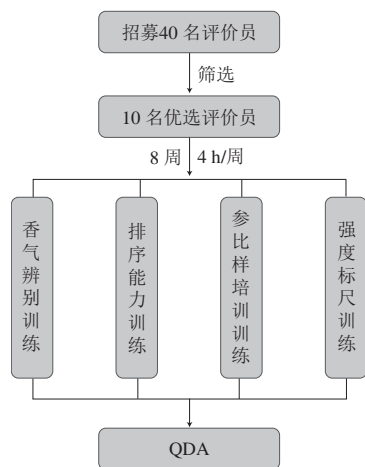 招募40名评价员
筛选
10 名优选评价员
8 周 4 h/周
香气辨别训练
排序能力训练
参比样培训训练
强度标尺训练
QDA